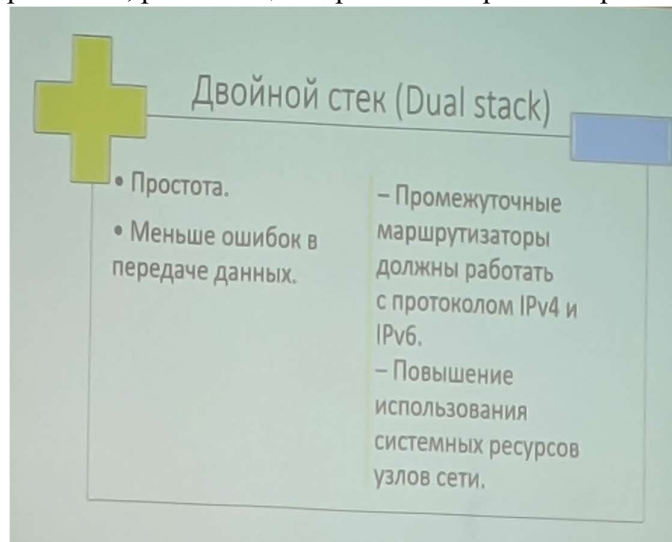 Двойной стек (Dual stack)
• Простота.
• Меньше ошибок в
передаче данных.
– Промежуточные
маршрутизаторы
должны работать
с протоколом IPv4 и
IPv6.
– Повышение
использования
системных ресурсов
узлов сети.